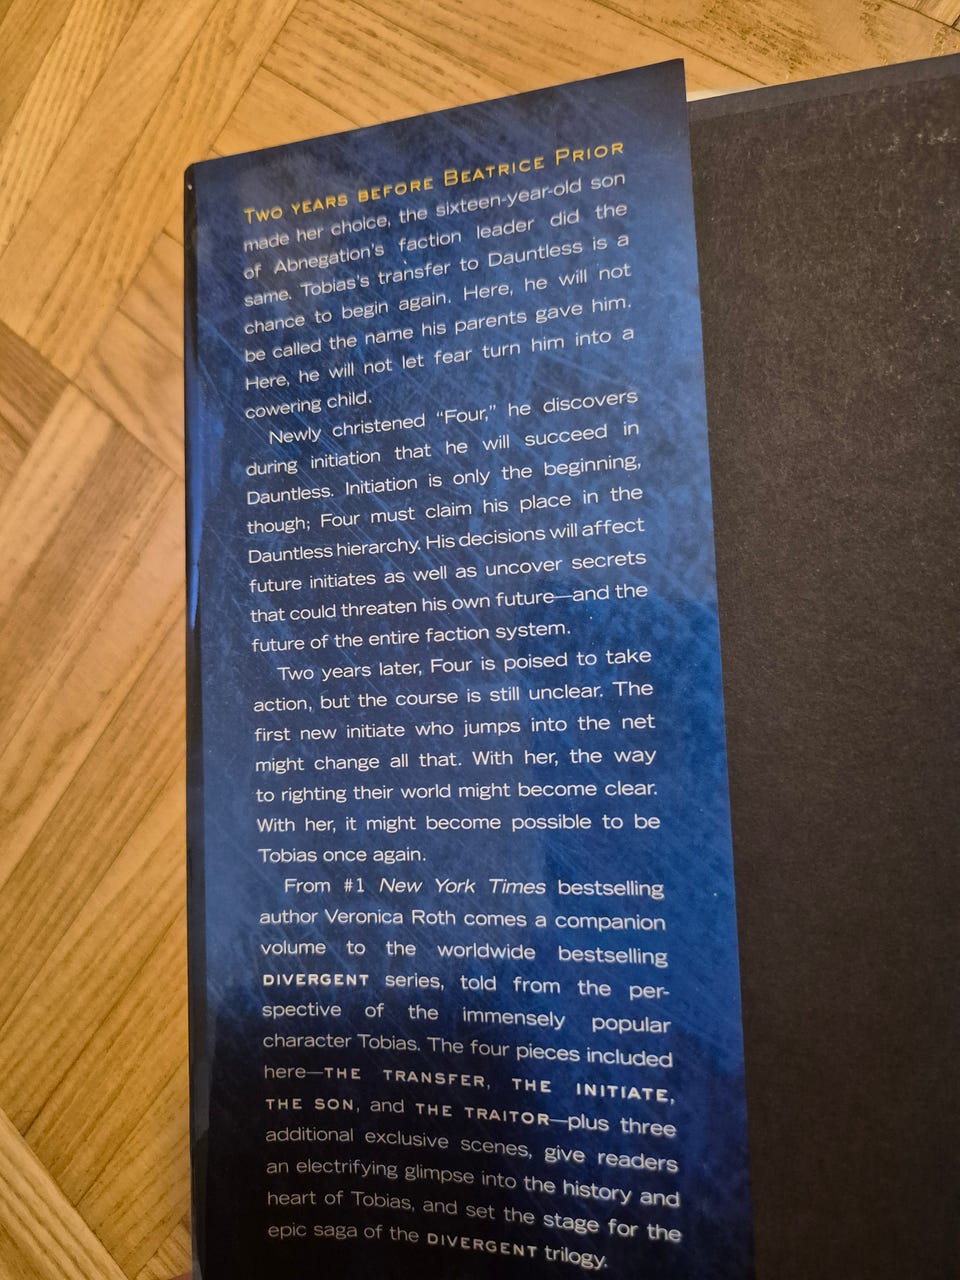 TWO YEARS BEFORE BEATRICE PRIOR
made her choice, the sixteen-year-old son
of Abnegation's faction leader did the
same. Tobias's transfer to Dauntless is a
chance to begin again. Here, he will not
be called the name his parents gave him.
Here, he will not let fear turn him into a
cowering child.
Newly christened “Four,” he discovers
during initiation that he will succeed in
Dauntless. Initiation is only the beginning,
though; Four must claim his place in the
Dauntless hierarchy. His decisions will affect
future initiates as well as uncover secrets
that could threaten his own future—and the
future of the entire faction system.
Two years later, Four is poised to take
action, but the course is still unclear. The
first new initiate who jumps into the net
might change all that. With her, the way
to righting their world might become clear.
With her, it might become possible to be
Tobias once again.
From #1 New York Times bestselling
author Veronica Roth comes a companion
volume to the worldwide bestselling
DIVERGENT series, told from the per-
spective of the immensely popular
character Tobias. The four pieces included
here—THE TRANSFER, THE INITIATE,
THE SON, and THE TRAITOR—plus three
additional exclusive scenes, give readers
an electrifying glimpse into the history and
heart of Tobias, and set the stage for the
epic saga of the DIVERGENT trilogy.